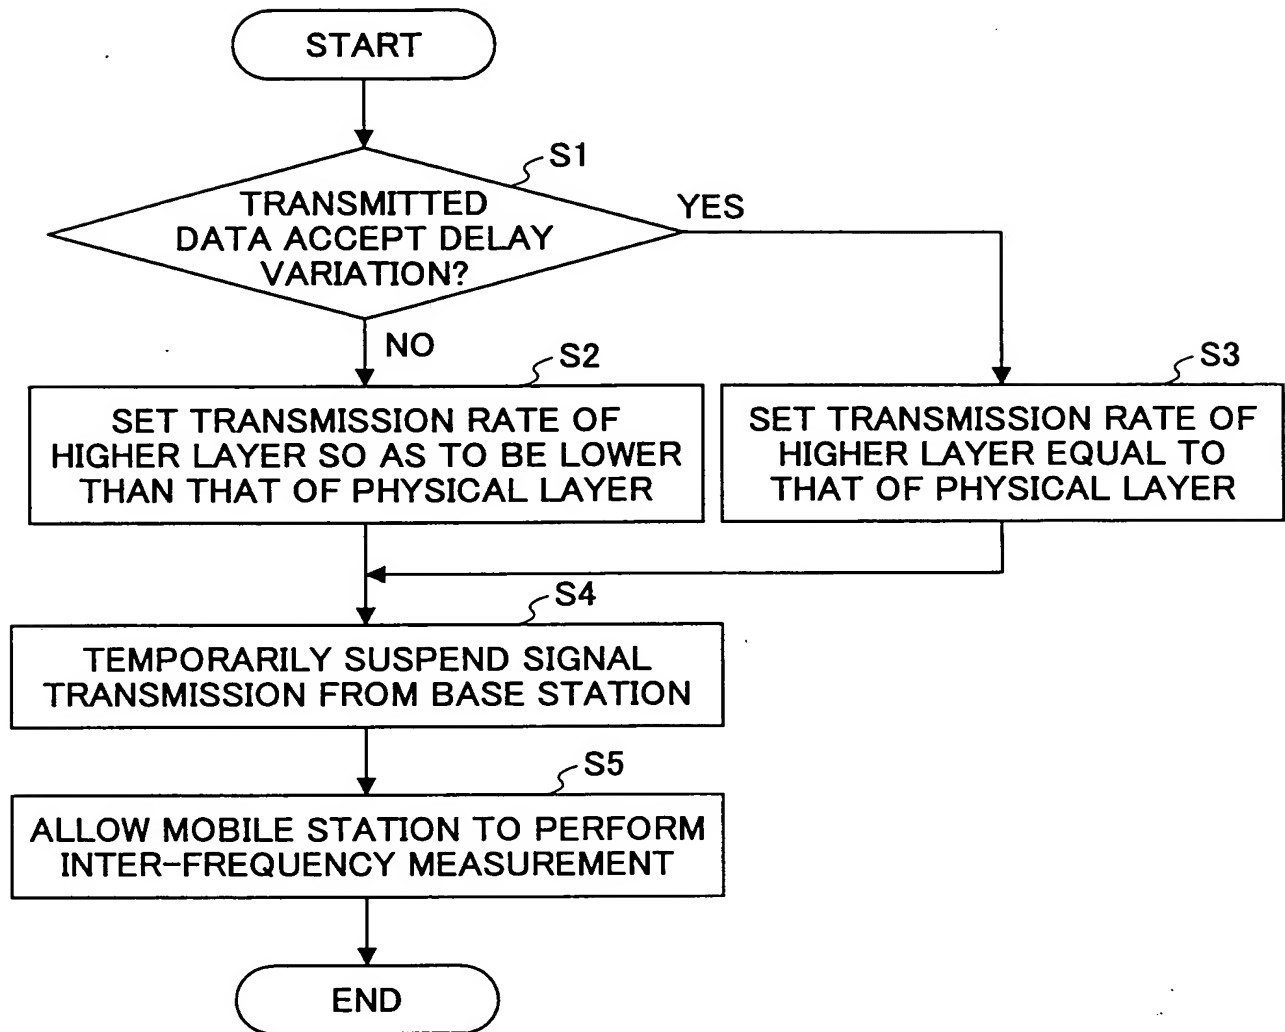 START
S1
TRANSMITTED
DATA ACCEPT DELAY
VARIATION?
YES
NO
S2
SET TRANSMISSION RATE OF
HIGHER LAYER SO AS TO BE LOWER
THAN THAT OF PHYSICAL LAYER
S3
SET TRANSMISSION RATE OF
HIGHER LAYER EQUAL TO
THAT OF PHYSICAL LAYER
S4
TEMPORARILY SUSPEND SIGNAL
TRANSMISSION FROM BASE STATION
S5
ALLOW MOBILE STATION TO PERFORM
INTER-FREQUENCY MEASUREMENT
END